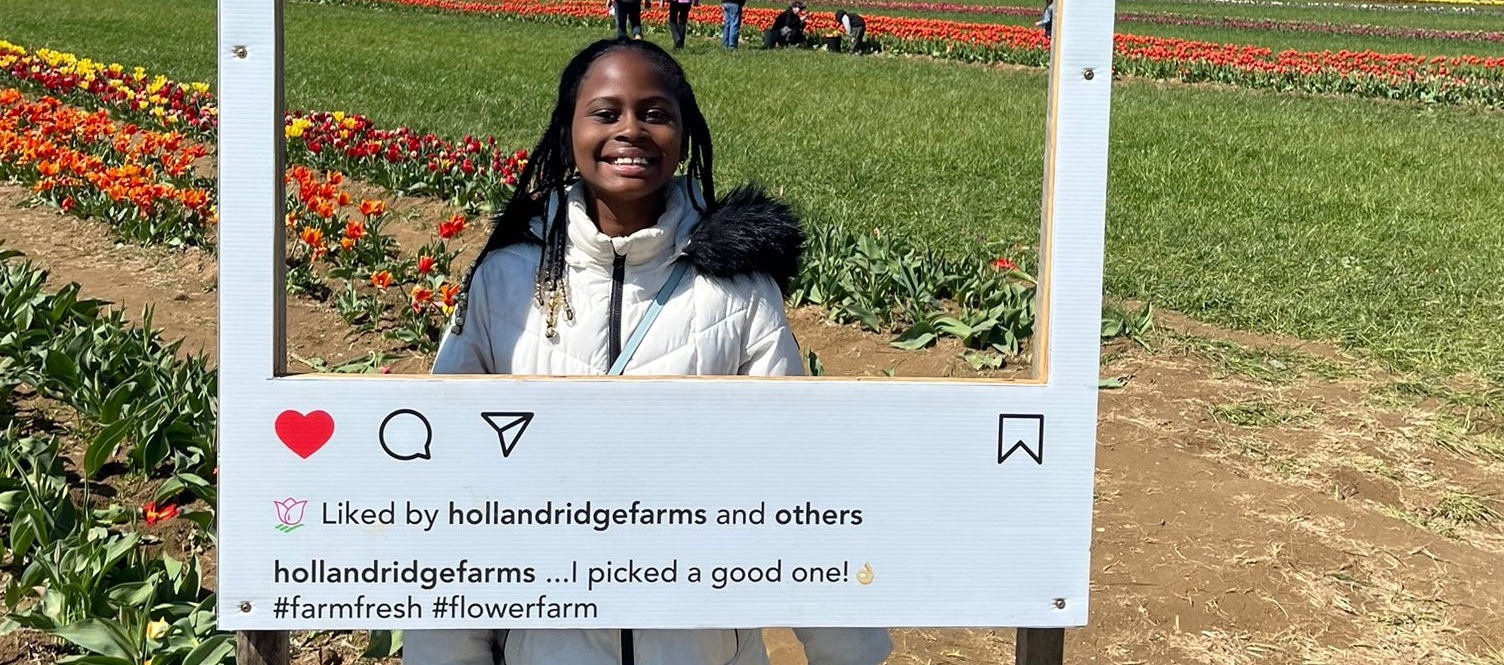 Liked by hollandridgefarms and others
hollandridgefarms ...I picked a good one!👌
#farmfresh #flowerfarm